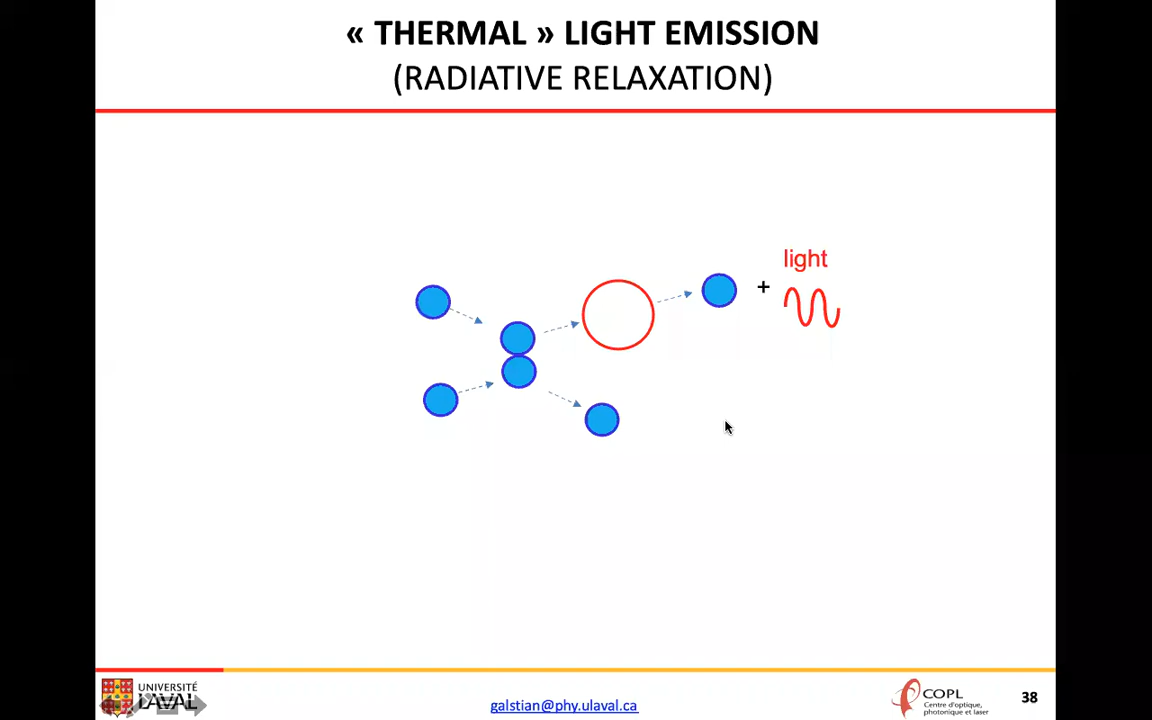 « THERMAL » LIGHT EMISSION
(RADIATIVE RELAXATION)
light
+
UNIVERSITÉ
LAVAL
galstian@phy.ulaval.ca
COPL
Centre d'optique,
photonique et laser
38